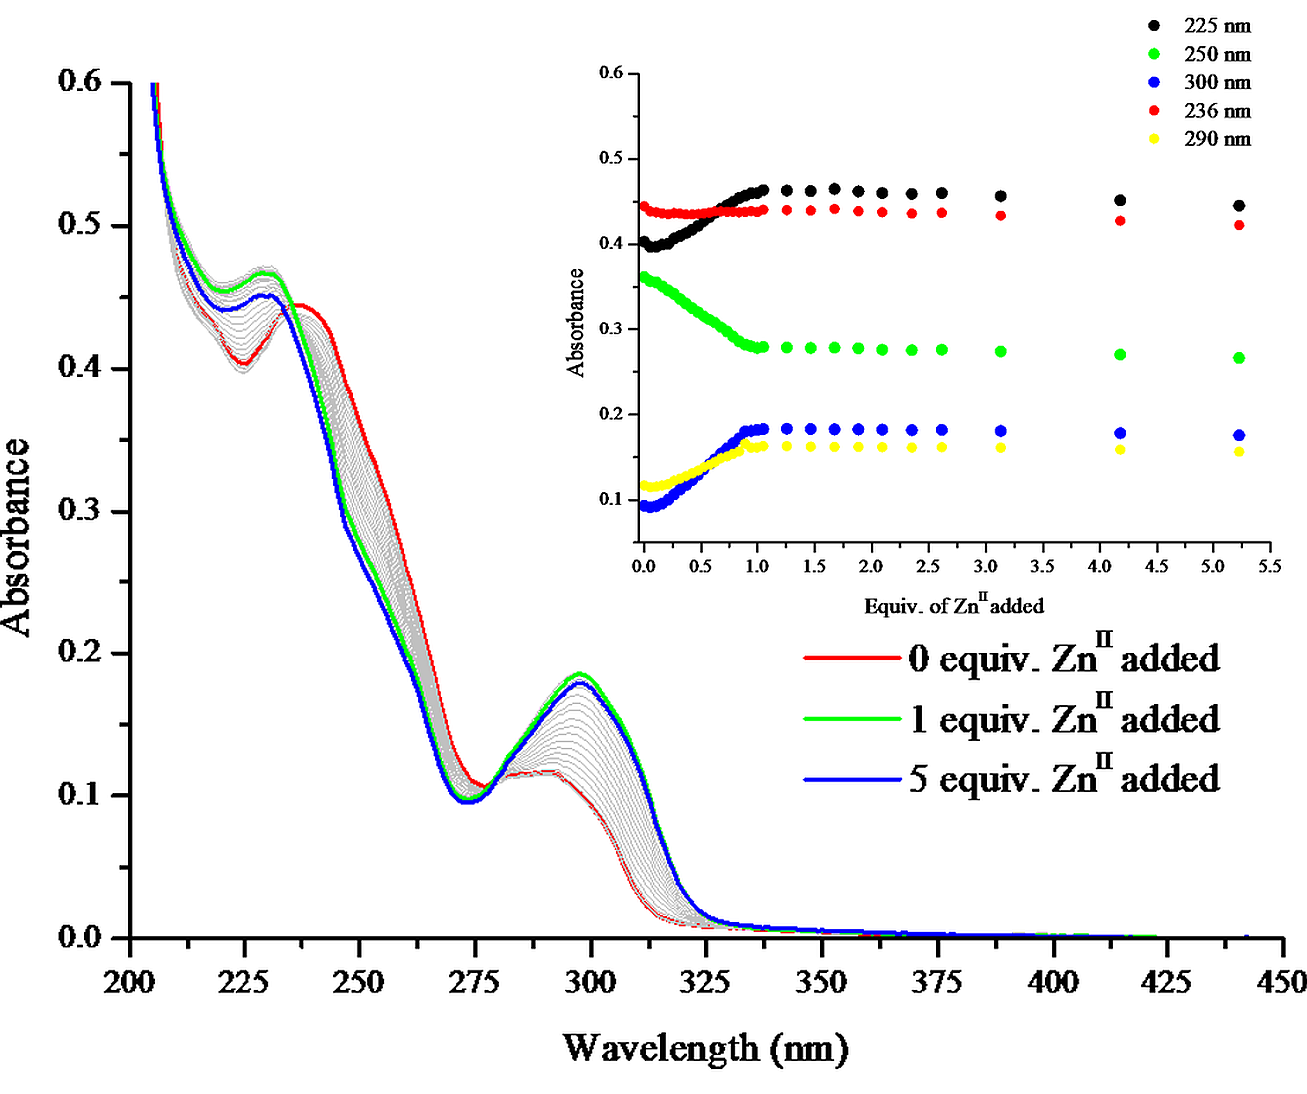 225 nm
250 nm
300 nm
236 nm
290 nm
0.6
0.5
0.4
0.3
0.2
0.1
Absorbance
0.0 0.5 1.0 1.5 2.0 2.5 3.0 3.5 4.0 4.5 5.0 5.5
Equiv. of ZnII added
0 equiv. ZnII added
1 equiv. ZnII added
5 equiv. ZnII added
0.6
0.5
0.4
0.3
0.2
0.1
0.0
Absorbance
200 225 250 275 300 325 350 375 400 425 450
Wavelength (nm)